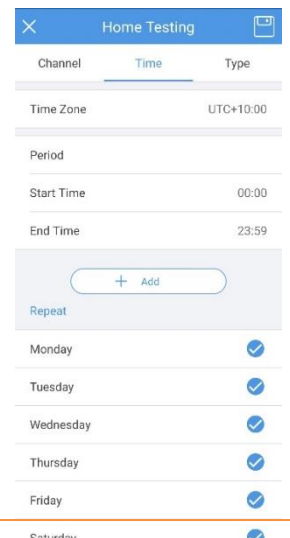 Home Testing
Channel Time Type
Time Zone UTC+10:00
Period
Start Time 00:00
End Time 23:59
+ Add
Repeat
Monday
Tuesday
Wednesday
Thursday
Friday
Saturday